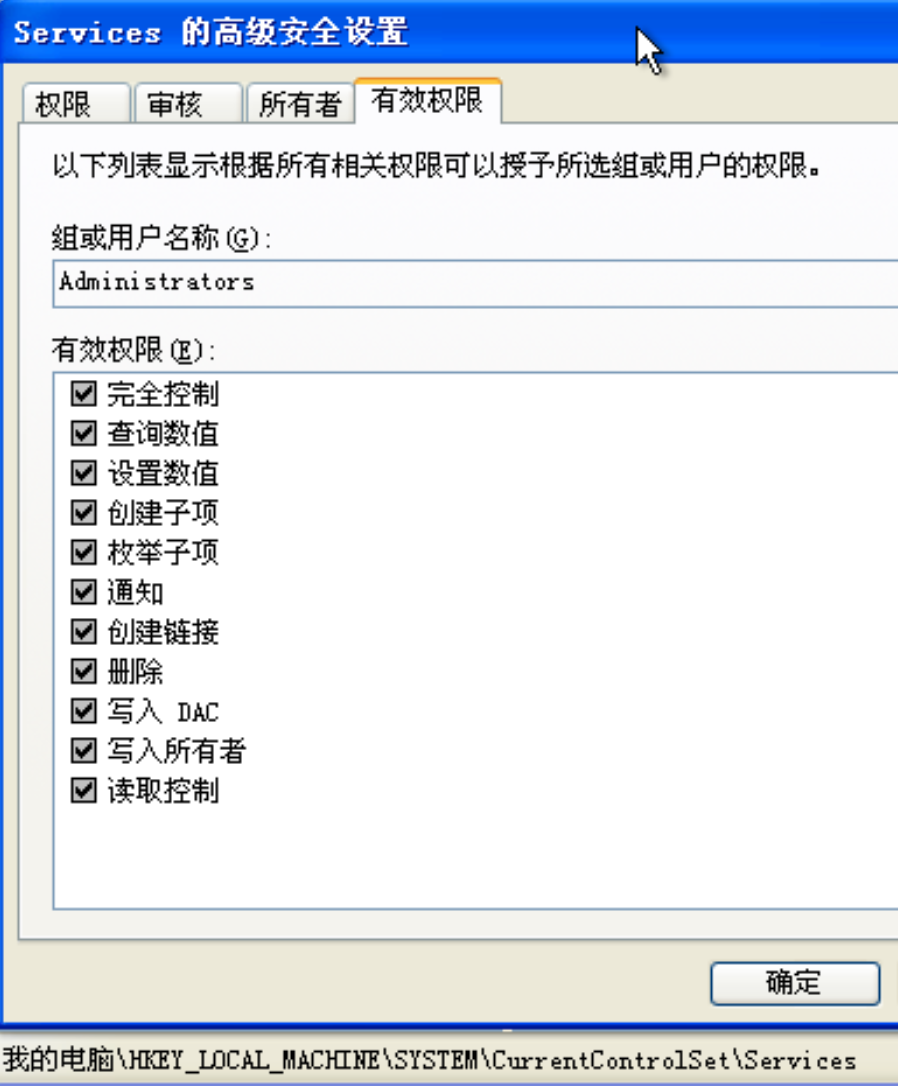 Services 的高级安全设置
权限 审核 所有者 有效权限
以下列表显示根据所有相关权限可以授予所选组或用户的权限。
组或用户名称(G):
Administrators
有效权限(E):
完全控制
查询数值
设置数值
创建子项
枚举子项
通知
创建链接
册除
写入 DAC
写入所有者
读取控制
确定
我的电脑\HKEY_LOCAL_MACHINE\SYSTEM\CurrentControlSet\Services